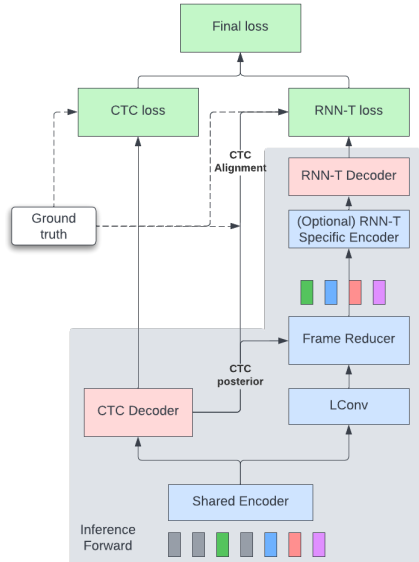 Final loss
CTC loss
RNN-T loss
CTC
Alignment
RNN-T Decoder
Ground
truth
(Optional) RNN-T
Specific Encoder
Frame Reducer
CTC
posterior
CTC Decoder
LConv
Shared Encoder
Inference
Forward